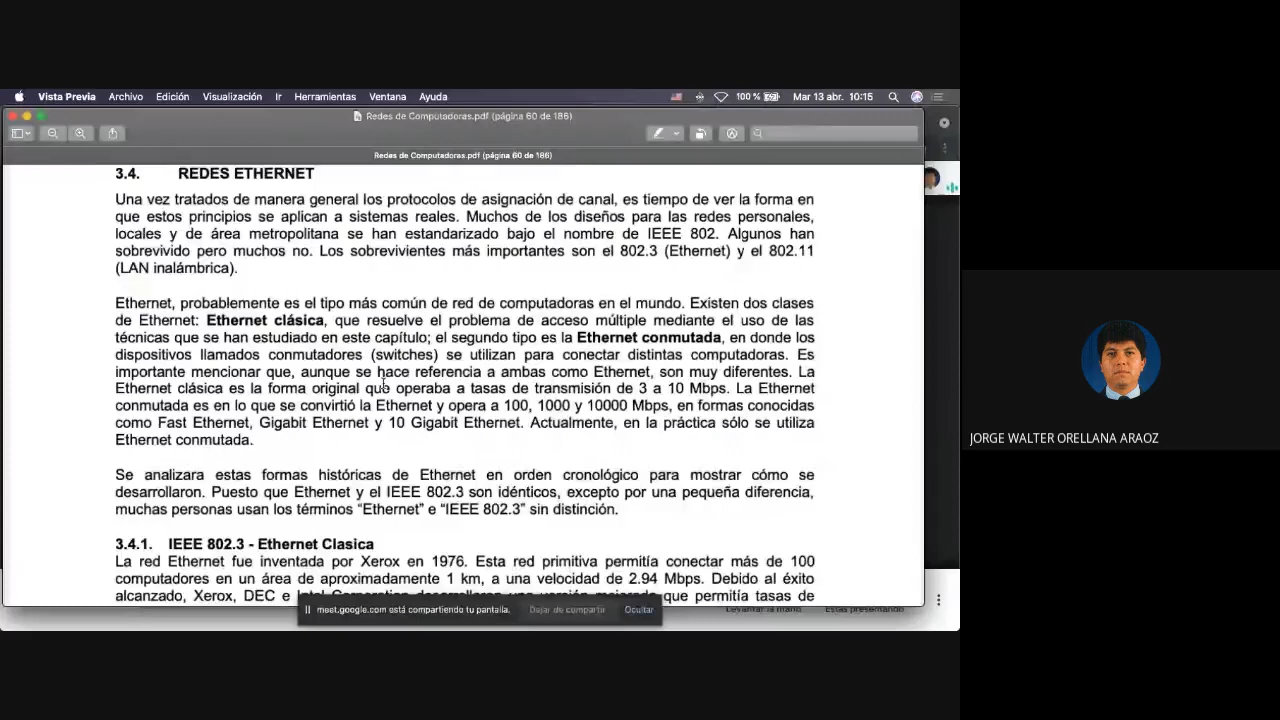 Vista Previa Archivo Edición Visualización Ir Herramientas Ventana Ayuda 100 % Mar 13 abr. 10:15
Redes de Computadoras.pdf (página 60 de 186)
Redes de Computadoras.pdf (página 60 de 186)
3.4. REDES ETHERNET
Una vez tratados de manera general los protocolos de asignación de canal, es tiempo de ver la forma en
que estos principios se aplican a sistemas reales. Muchos de los diseños para las redes personales,
locales y de área metropolitana se han estandarizado bajo el nombre de IEEE 802. Algunos han
sobrevivido pero muchos no. Los sobrevivientes más importantes son el 802.3 (Ethernet) y el 802.11
(LAN inalámbrica).
Ethernet, probablemente es el tipo más común de red de computadoras en el mundo. Existen dos clases
de Ethernet: Ethernet clásica, que resuelve el problema de acceso múltiple mediante el uso de las
técnicas que se han estudiado en este capítulo; el segundo tipo es la Ethernet conmutada, en donde los
dispositivos llamados conmutadores (switches) se utilizan para conectar distintas computadoras. Es
importante mencionar que, aunque se hace referencia a ambas como Ethernet, son muy diferentes. La
Ethernet clásica es la forma original que operaba a tasas de transmisión de 3 a 10 Mbps. La Ethernet
conmutada es en lo que se convirtió la Ethernet y opera a 100, 1000 y 10000 Mbps, en formas conocidas
como Fast Ethernet, Gigabit Ethernet y 10 Gigabit Ethernet. Actualmente, en la práctica sólo se utiliza
Ethernet conmutada.
Se analizara estas formas históricas de Ethernet en orden cronológico para mostrar cómo se
desarrollaron. Puesto que Ethernet y el IEEE 802.3 son idénticos, excepto por una pequeña diferencia,
muchas personas usan los términos “Ethernet” e “IEEE 802.3” sin distinción.
3.4.1. IEEE 802.3 - Ethernet Clasica
La red Ethernet fue inventada por Xerox en 1976. Esta red primitiva permitía conectar más de 100
computadores en un área de aproximadamente 1 km, a una velocidad de 2.94 Mbps. Debido al éxito
alcanzado, Xerox, DEC e Intel Corporation desarrollaron una versión mejorada que permitía tasas de
meet.google.com está compartiendo tu pantalla. Dejar de compartir Ocultar
Levantar la mano Estás presentando
JORGE WALTER ORELLANA ARAOZ